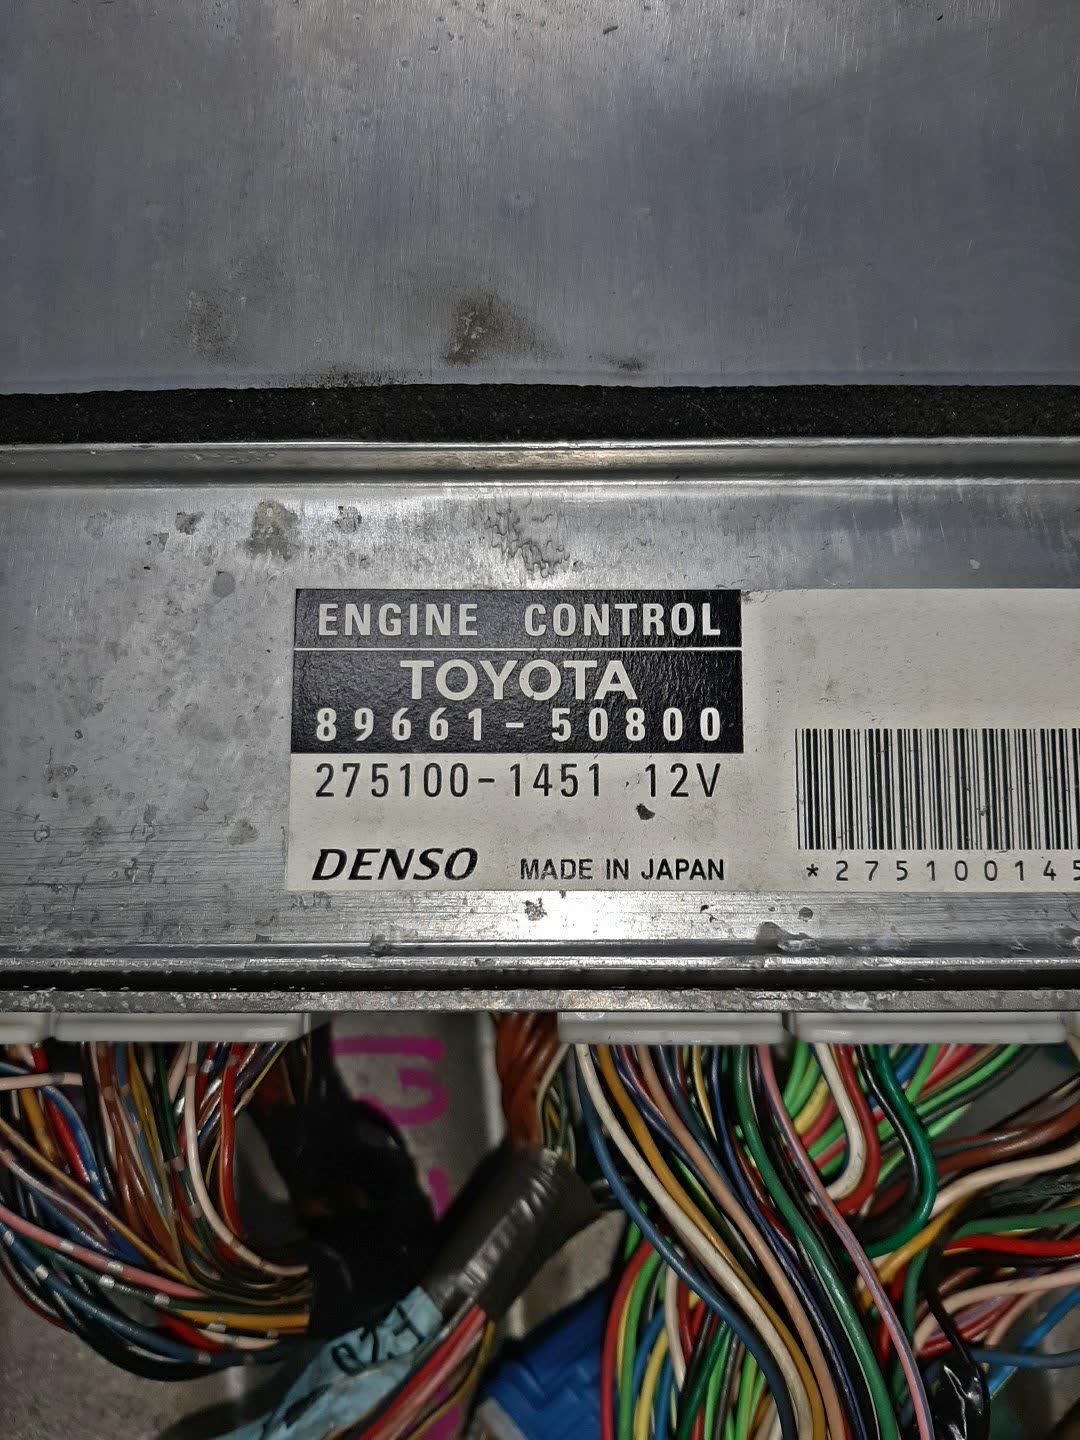 ENGINE CONTROL
TOYOTA
89661-50800
275100-1451 12V
DENSO MADE IN JAPAN
*275100145